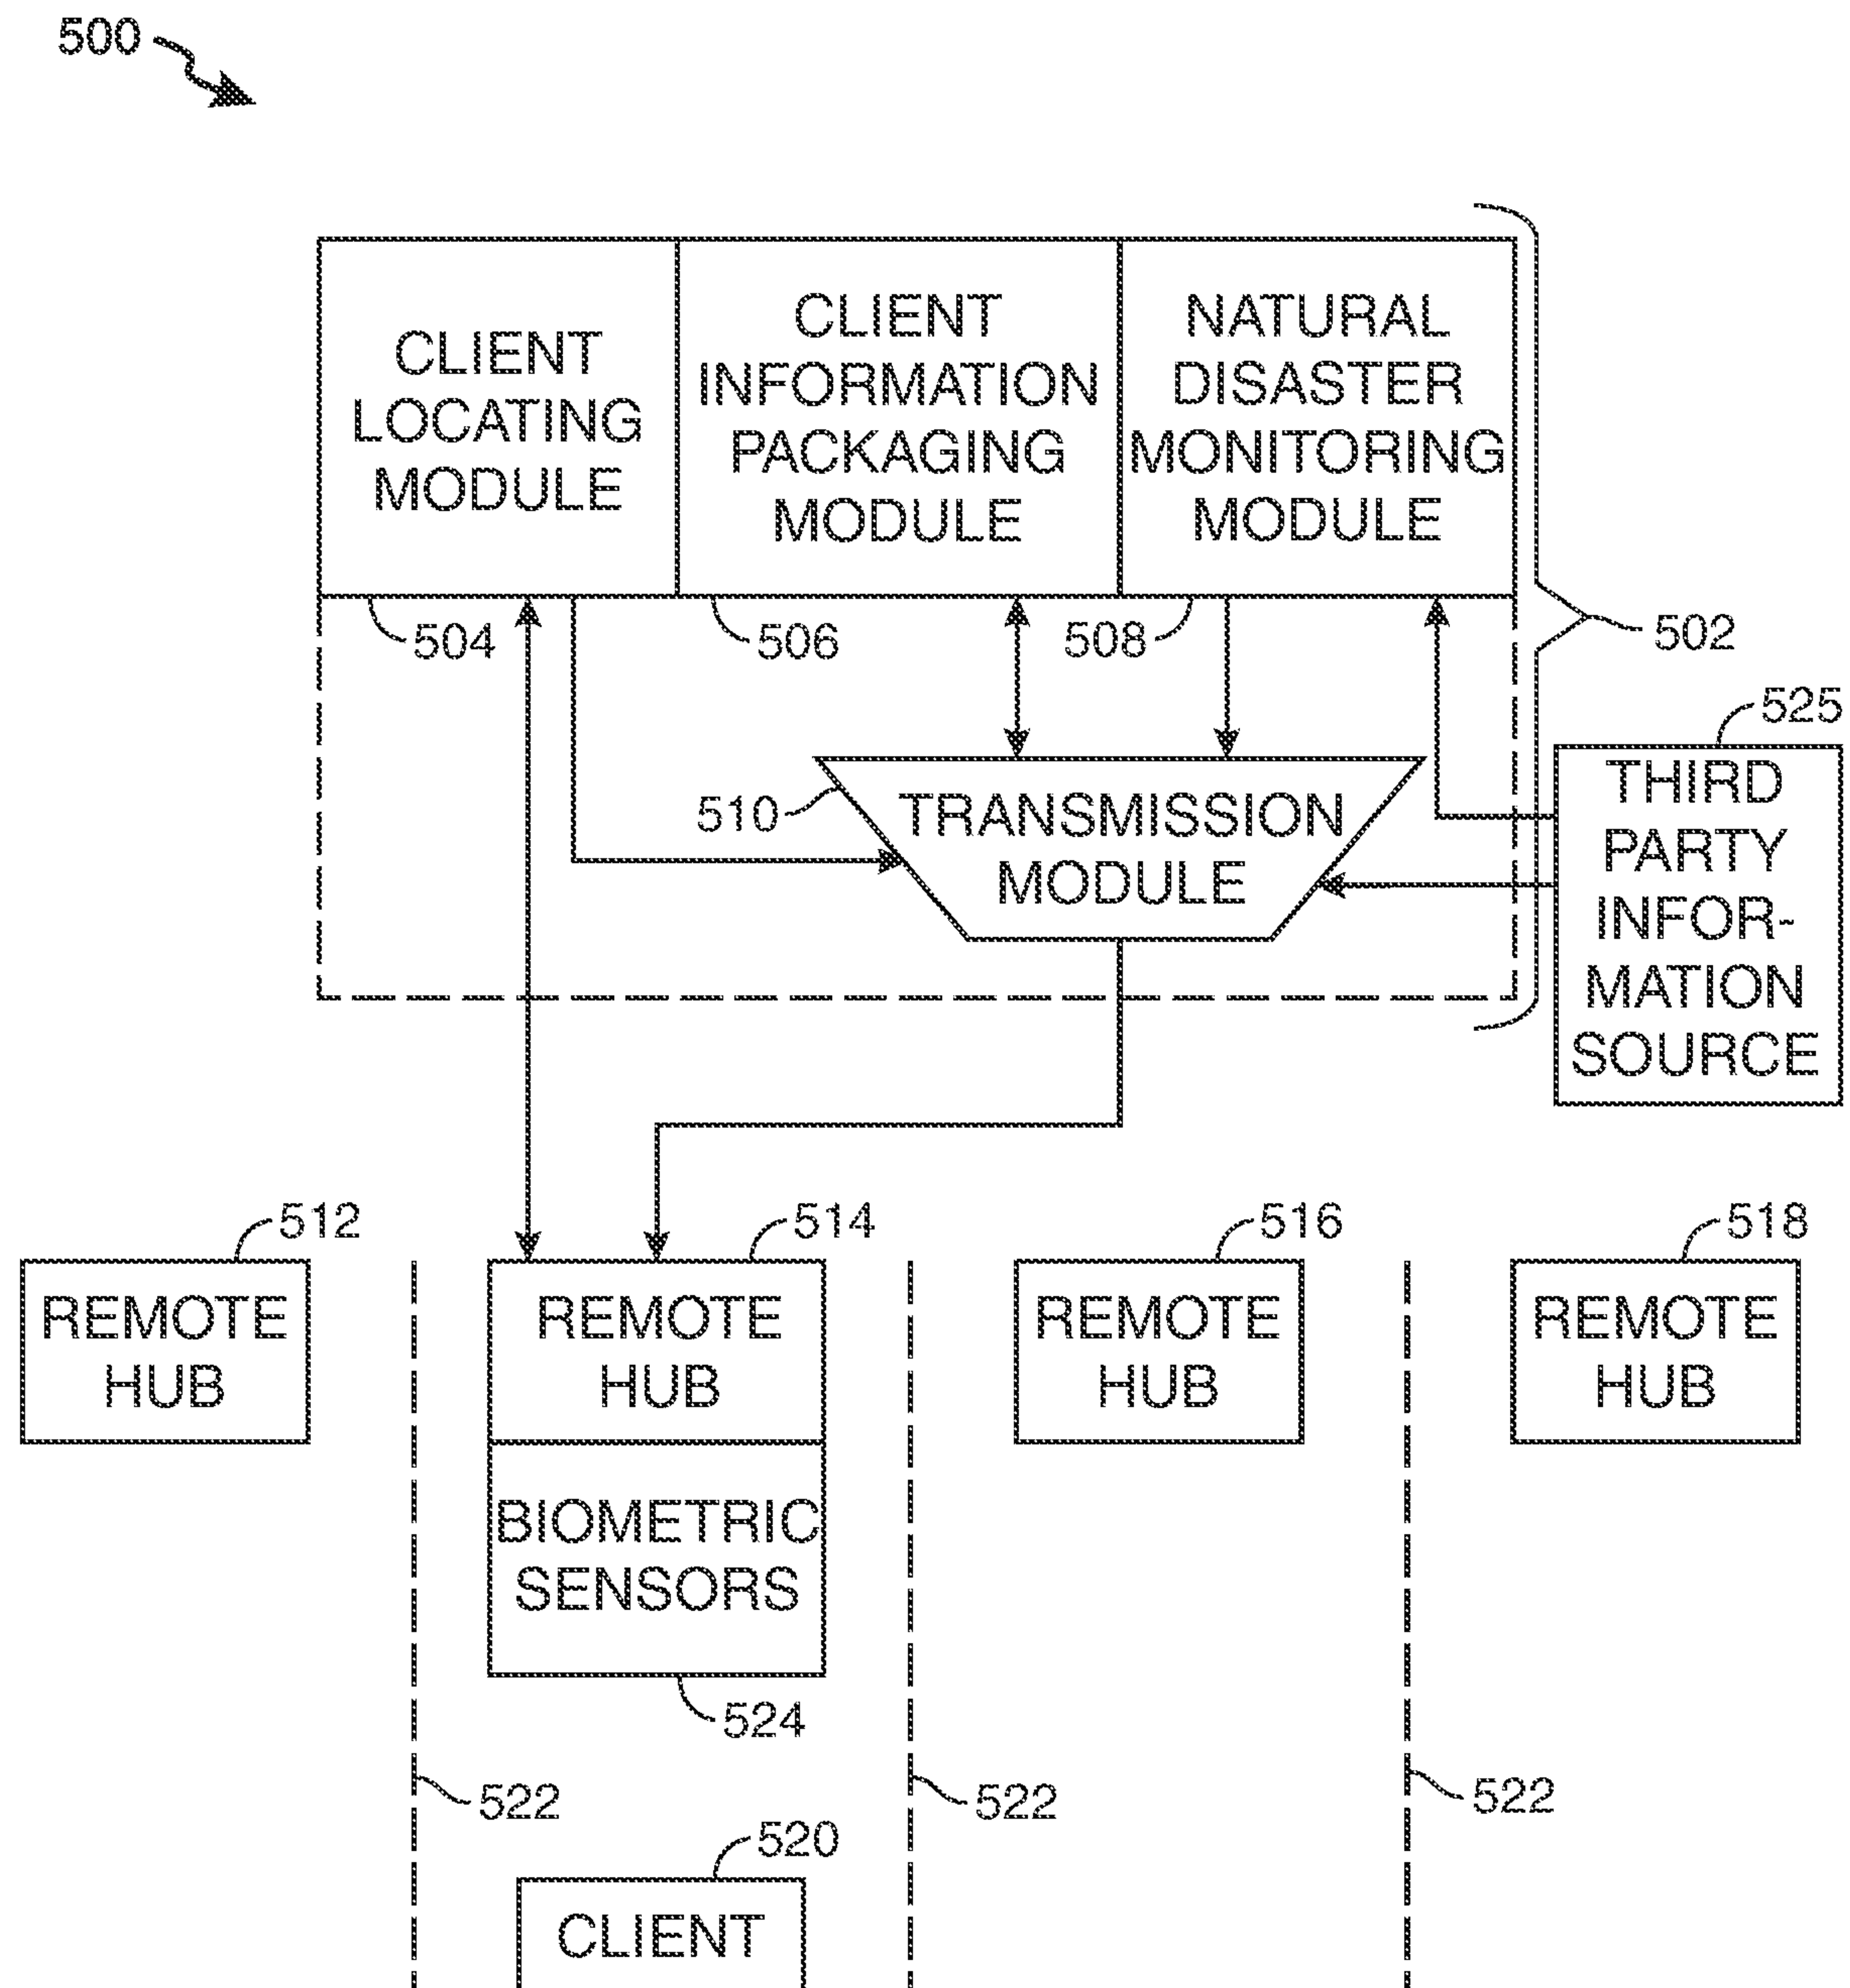 500
CLIENT
LOCATING
MODULE
CLIENT
INFORMATION
PACKAGING
MODULE
NATURAL
DISASTER
MONITORING
MODULE
504
506
508
502
525
THIRD
PARTY
INFOR-
MATION
SOURCE
510
TRANSMISSION
MODULE
512
REMOTE
HUB
514
REMOTE
HUB
516
REMOTE
HUB
518
REMOTE
HUB
BIOMETRIC
SENSORS
524
522
522
522
520
CLIENT